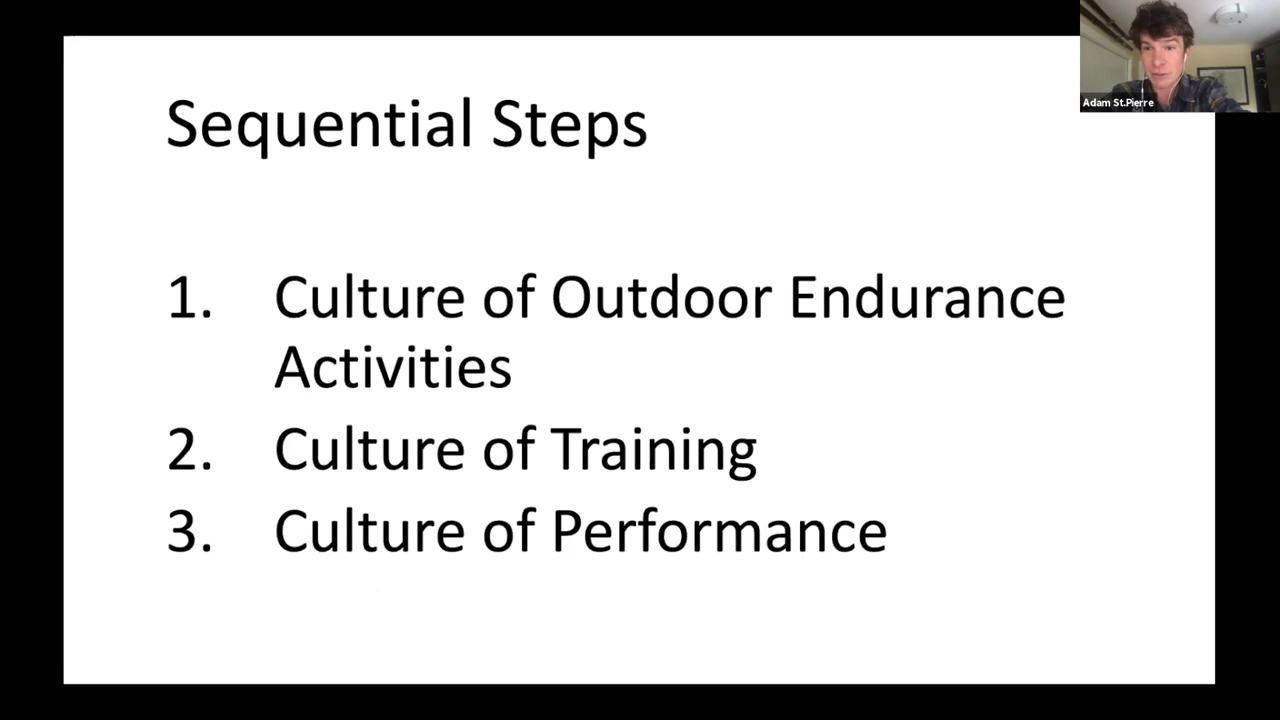 Sequential Steps
1. Culture of Outdoor Endurance
Activities
2. Culture of Training
3. Culture of Performance
Adam St.Pierre